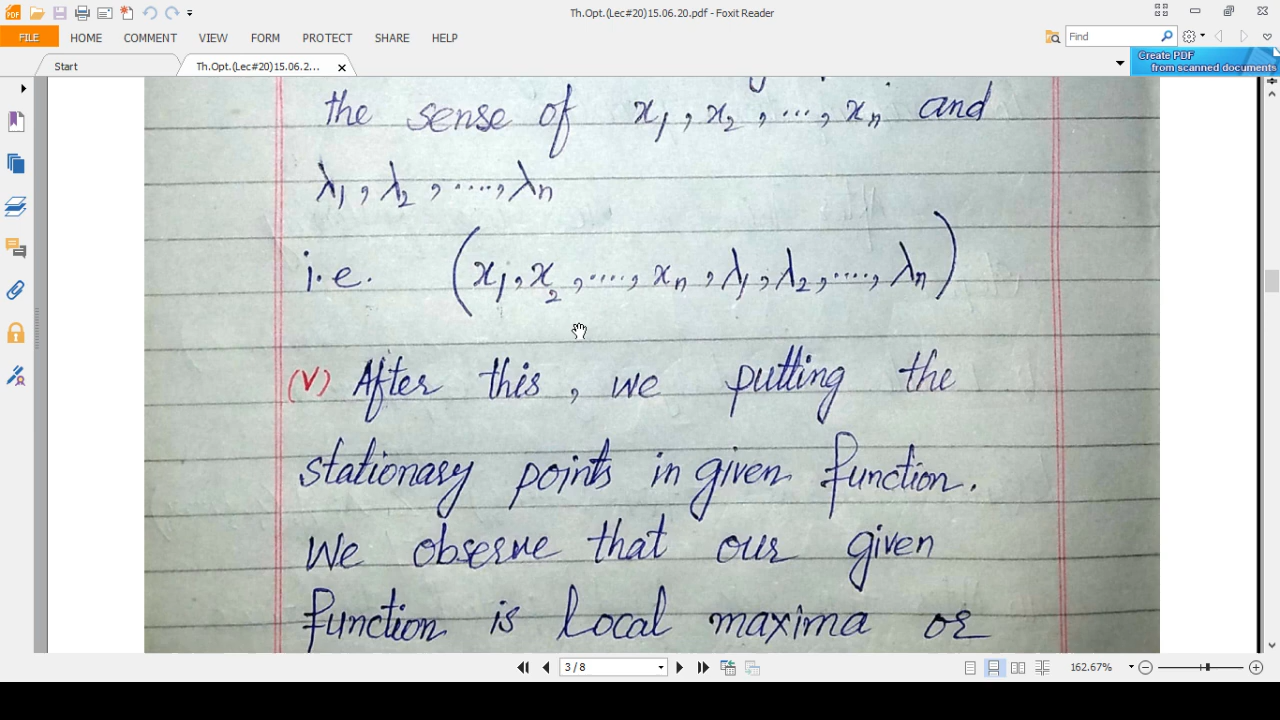 Th.Opt.(Lec#20)15.06.20.pdf - Foxit Reader
FILE HOME COMMENT VIEW FORM PROTECT SHARE HELP
Find
Create PDF
from scanned documents
Start
Th.Opt.(Lec#20)15.06.2...
the sense of x₁, x₂, ..., xₙ and
λ₁, λ₂, ...., λₙ
i.e. (x₁, x₂, ...., xₙ, λ₁, λ₂, ...., λₙ)
(V) After this, we putting the
stationary points in given function.
We observe that our given
function is local maxima or
3 / 8
162.67%